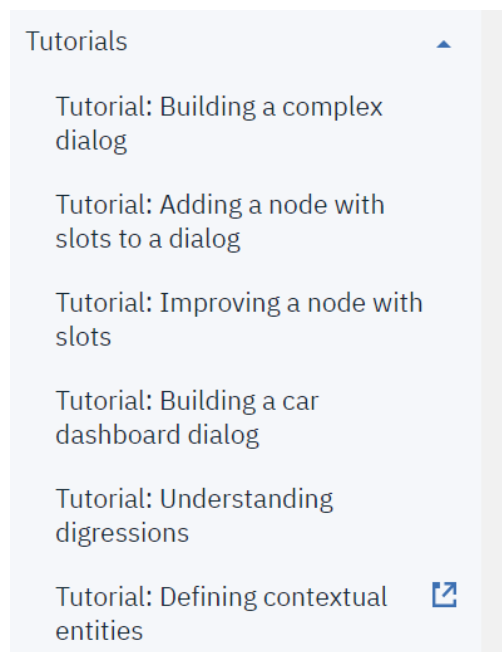 Tutorials
Tutorial: Building a complex
dialog
Tutorial: Adding a node with
slots to a dialog
Tutorial: Improving a node with
slots
Tutorial: Building a car
dashboard dialog
Tutorial: Understanding
digressions
Tutorial: Defining contextual
entities